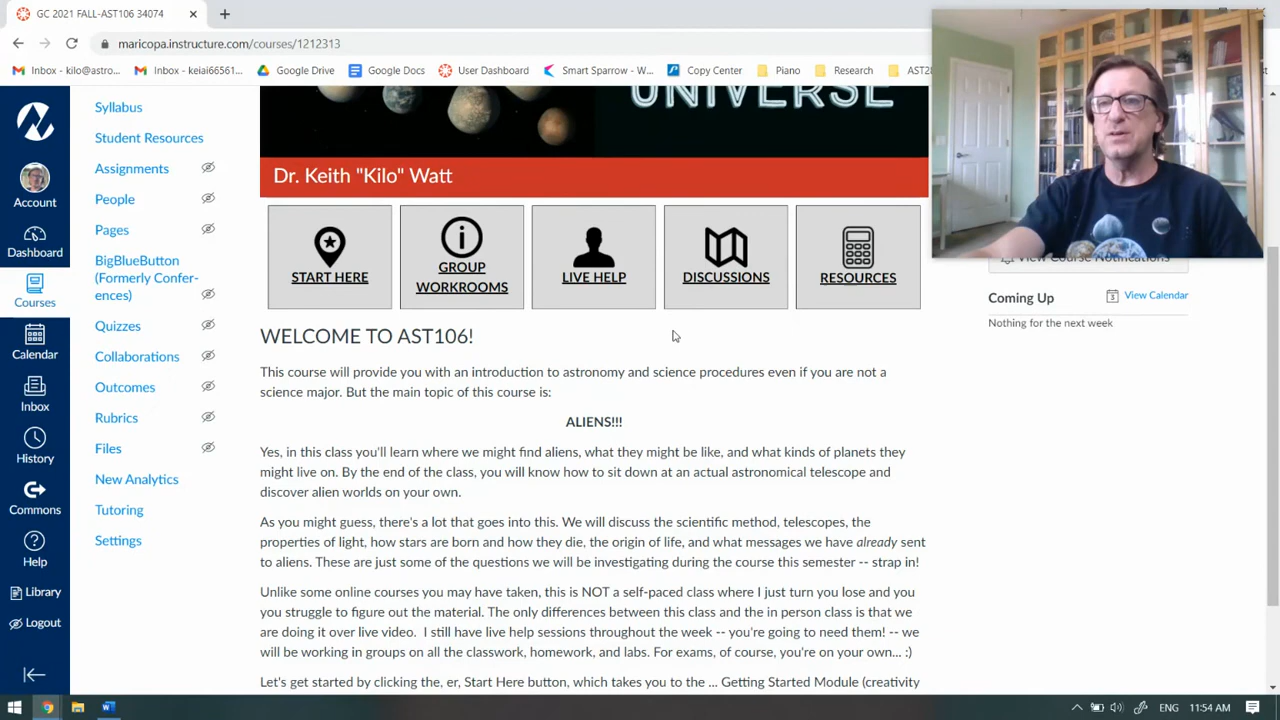 GC 2021 FALL-AST106 34074
maricopa.instructure.com/courses/1212313
Inbox - kilo@astro...
Inbox - keiai66561...
Google Drive
Google Docs
User Dashboard
Smart Sparrow - W...
Copy Center
Piano
Research
UNIVERSE
Dr. Keith "Kilo" Watt
START HERE
GROUP
WORKROOMS
LIVE HELP
DISCUSSIONS
RESOURCES
Account
Dashboard
Courses
Calendar
Inbox
History
Commons
Help
Library
Logout
Syllabus
Student Resources
Assignments
People
Pages
BigBlueButton
(Formerly Confer-
ences)
Quizzes
Collaborations
Outcomes
Rubrics
Files
New Analytics
Tutoring
Settings
WELCOME TO AST106!
This course will provide you with an introduction to astronomy and science procedures even if you are not a
science major. But the main topic of this course is:
ALIENS!!!
Yes, in this class you'll learn where we might find aliens, what they might be like, and what kinds of planets they
might live on. By the end of the class, you will know how to sit down at an actual astronomical telescope and
discover alien worlds on your own.
As you might guess, there's a lot that goes into this. We will discuss the scientific method, telescopes, the
properties of light, how stars are born and how they die, the origin of life, and what messages we have already sent
to aliens. These are just some of the questions we will be investigating during the course this semester -- strap in!
Unlike some online courses you may have taken, this is NOT a self-paced class where I just turn you lose and you
you struggle to figure out the material. The only differences between this class and the in person class is that we
are doing it over live video. I still have live help sessions throughout the week -- you're going to need them! -- we
will be working in groups on all the classwork, homework, and labs. For exams, of course, you're on your own... :)
Let's get started by clicking the, er, Start Here button, which takes you to the ... Getting Started Module (creativity
View Course Notifications
Coming Up
3
View Calendar
Nothing for the next week
ENG
11:54 AM